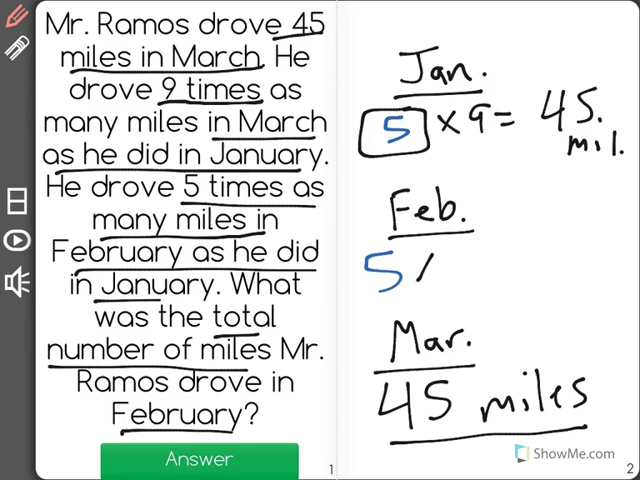 Mr. Ramos drove 45
miles in March. He
drove 9 times as
many miles in March
as he did in January.
He drove 5 times as
many miles in
February as he did
in January. What
was the total
number of miles Mr.
Ramos drove in
February?
Answer
1
Jan.
5 x 9 = 45.
mil.
Feb.
5
Mar.
45 miles
ShowMe.com
2